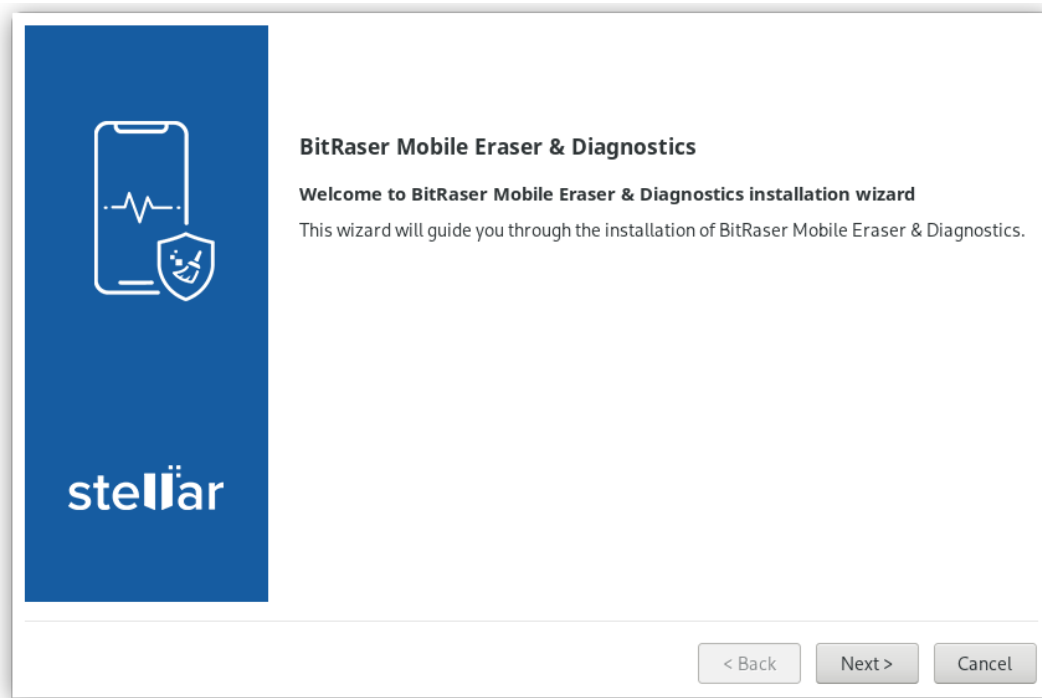 BitRaser Mobile Eraser & Diagnostics
Welcome to BitRaser Mobile Eraser & Diagnostics installation wizard
This wizard will guide you through the installation of BitRaser Mobile Eraser & Diagnostics.
stellar
< Back Next > Cancel